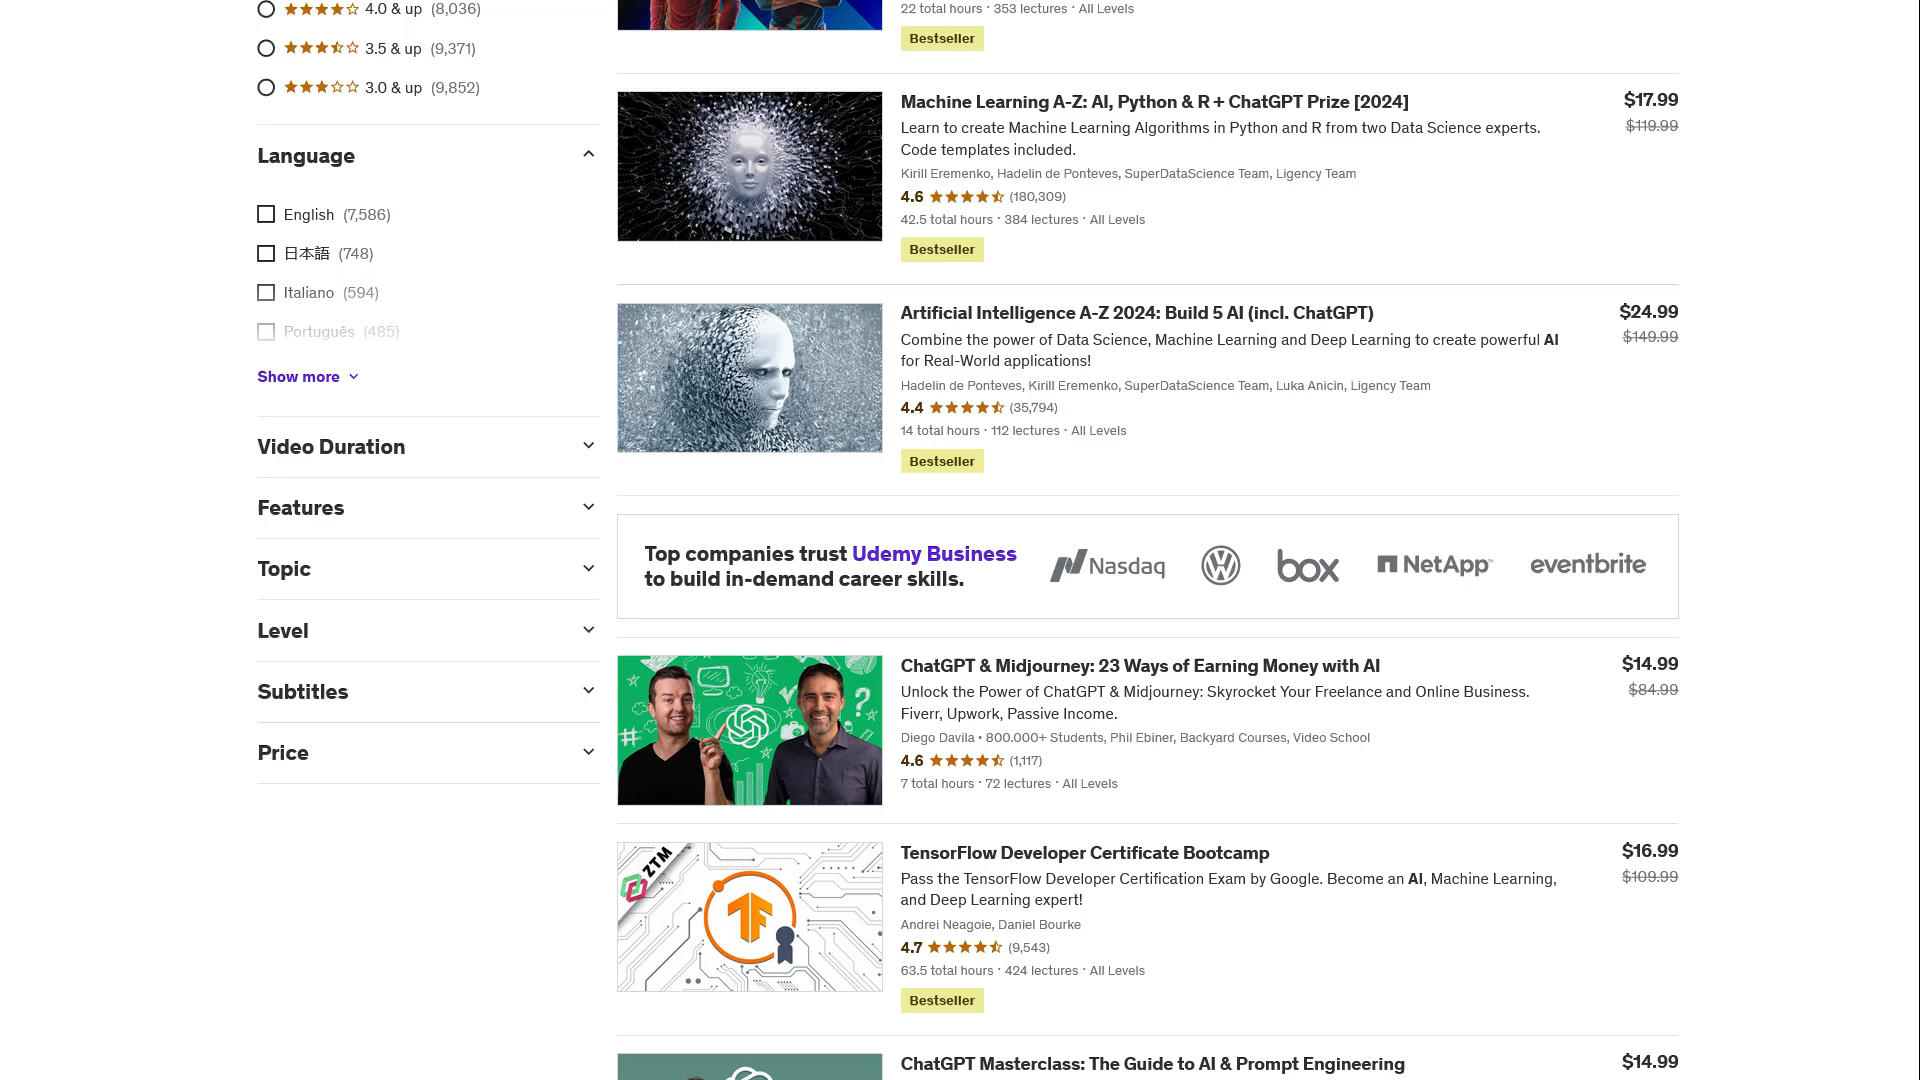 4.0 & up (8,036)
3.5 & up (9,371)
3.0 & up (9,852)
Language
English (7,586)
日本語 (748)
Italiano (594)
Português (485)
Show more
Video Duration
Features
Topic
Level
Subtitles
Price
22 total hours · 353 lectures · All Levels
Bestseller
Machine Learning A-Z: AI, Python & R + ChatGPT Prize [2024]
$17.99
Learn to create Machine Learning Algorithms in Python and R from two Data Science experts.
$119.99
Code templates included.
Kirill Eremenko, Hadelin de Ponteves, SuperDataScience Team, Ligency Team
4.6 (180,309)
42.5 total hours · 384 lectures · All Levels
Bestseller
Artificial Intelligence A-Z 2024: Build 5 AI (incl. ChatGPT)
$24.99
Combine the power of Data Science, Machine Learning and Deep Learning to create powerful AI
$149.99
for Real-World applications!
Hadelin de Ponteves, Kirill Eremenko, SuperDataScience Team, Luka Anicin, Ligency Team
4.4 (35,794)
14 total hours · 112 lectures · All Levels
Bestseller
Top companies trust Udemy Business
to build in-demand career skills.
Nasdaq
box
NetApp
eventbrite
ChatGPT & Midjourney: 23 Ways of Earning Money with AI
$14.99
Unlock the Power of ChatGPT & Midjourney: Skyrocket Your Freelance and Online Business.
$84.99
Fiverr, Upwork, Passive Income.
Diego Davila • 800.000+ Students, Phil Ebiner, Backyard Courses, Video School
4.6 (1,117)
7 total hours · 72 lectures · All Levels
ZTM
TensorFlow Developer Certificate Bootcamp
$16.99
Pass the TensorFlow Developer Certification Exam by Google. Become an AI, Machine Learning,
$109.99
and Deep Learning expert!
Andrei Neagoie, Daniel Bourke
4.7 (9,543)
63.5 total hours · 424 lectures · All Levels
Bestseller
ChatGPT Masterclass: The Guide to AI & Prompt Engineering
$14.99